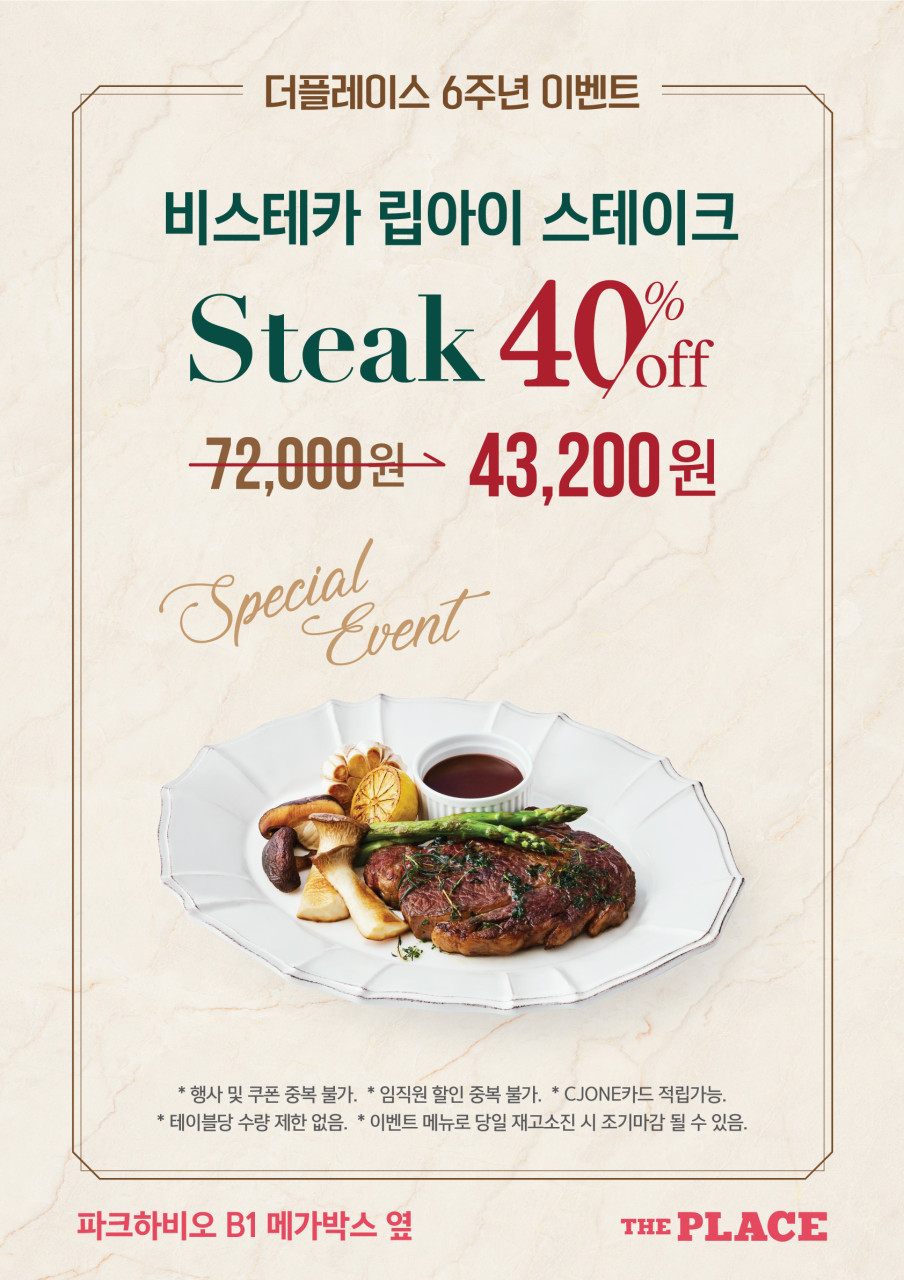 더플레이스 6주년 이벤트
비스테카 립아이 스테이크
Steak 40% off
72,000원 > 43,200원
Special
Event
* 행사 및 쿠폰 중복 불가. * 임직원 할인 중복 불가. * CJONE카드 적립가능.
* 테이블당 수량 제한 없음. * 이벤트 메뉴로 당일 재고소진 시 조기마감 될 수 있음.
파크하비오 B1 메가박스 옆
THE PLACE